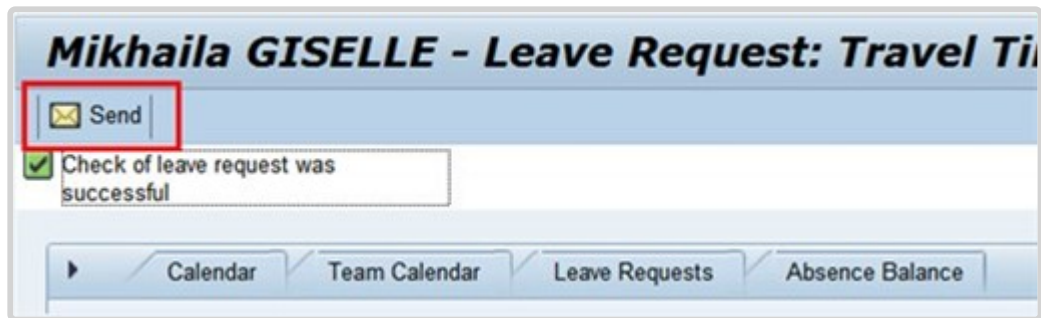 Mikhaila GISELLE - Leave Request: Travel Ti
Send
Check of leave request was
successful
Calendar Team Calendar Leave Requests Absence Balance